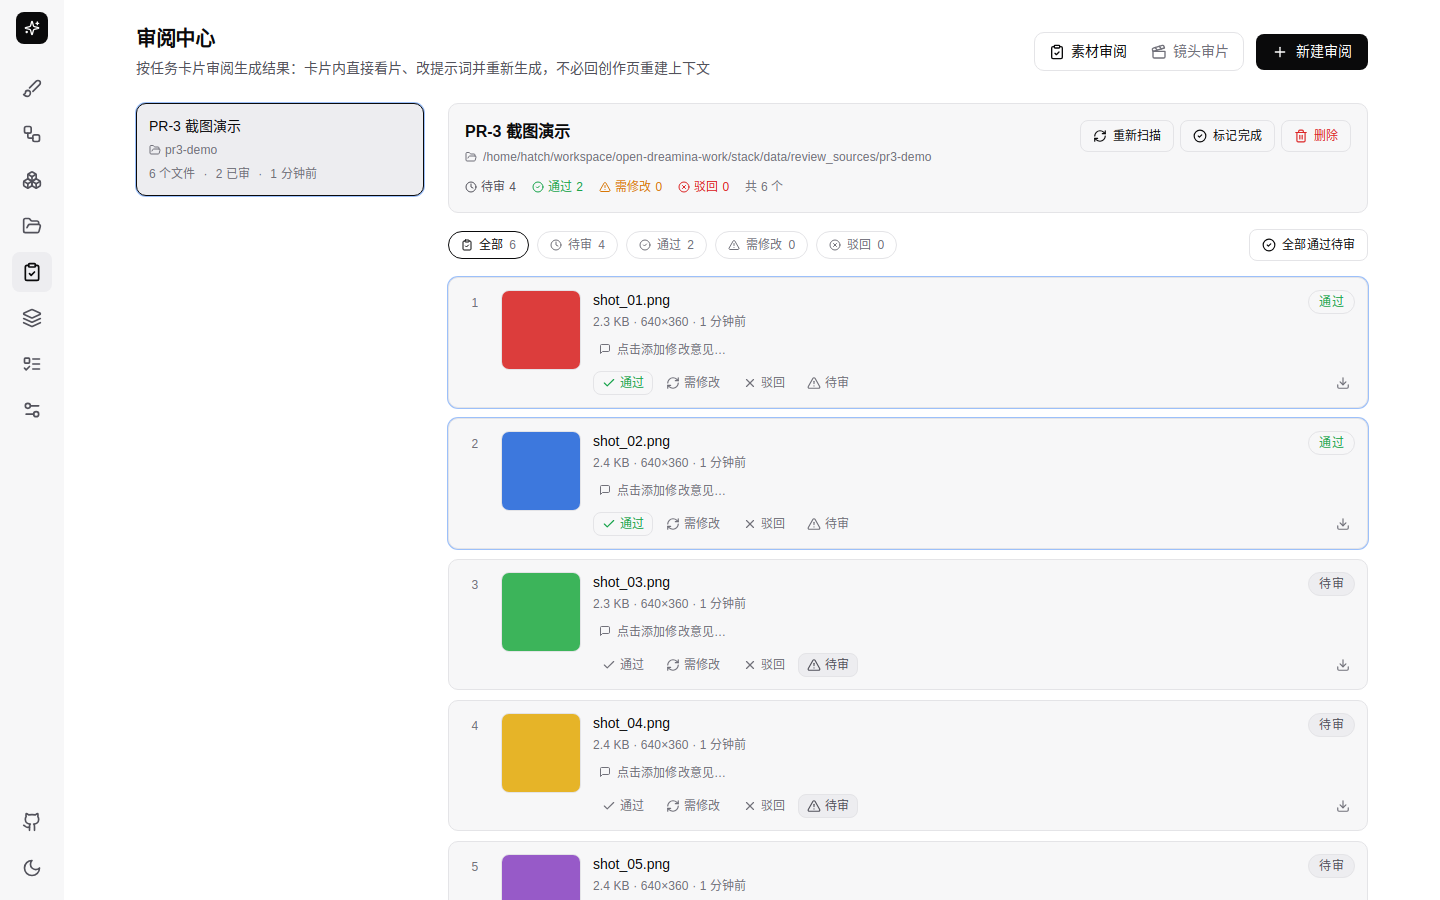 审阅中心
按任务卡片审阅生成结果：卡片内直接看片、改提示词并重新生成，不必回创作页重建上下文
素材审阅 镜头审片 新建审阅
PR-3 截图演示
pr3-demo
6 个文件 · 2 已审 · 1 分钟前
PR-3 截图演示
/home/hatch/workspace/open-dreamina-work/stack/data/review_sources/pr3-demo
待审 4 通过 2 需修改 0 驳回 0 共 6 个
重新扫描 标记完成 删除
全部 6 待审 4 通过 2 需修改 0 驳回 0 全部通过待审
1 shot_01.png 通过
2.3 KB · 640×360 · 1 分钟前
点击添加修改意见...
通过 需修改 驳回 待审
2 shot_02.png 通过
2.4 KB · 640×360 · 1 分钟前
点击添加修改意见...
通过 需修改 驳回 待审
3 shot_03.png 待审
2.3 KB · 640×360 · 1 分钟前
点击添加修改意见...
通过 需修改 驳回 待审
4 shot_04.png 待审
2.4 KB · 640×360 · 1 分钟前
点击添加修改意见...
通过 需修改 驳回 待审
5 shot_05.png 待审
2.4 KB · 640×360 · 1 分钟前